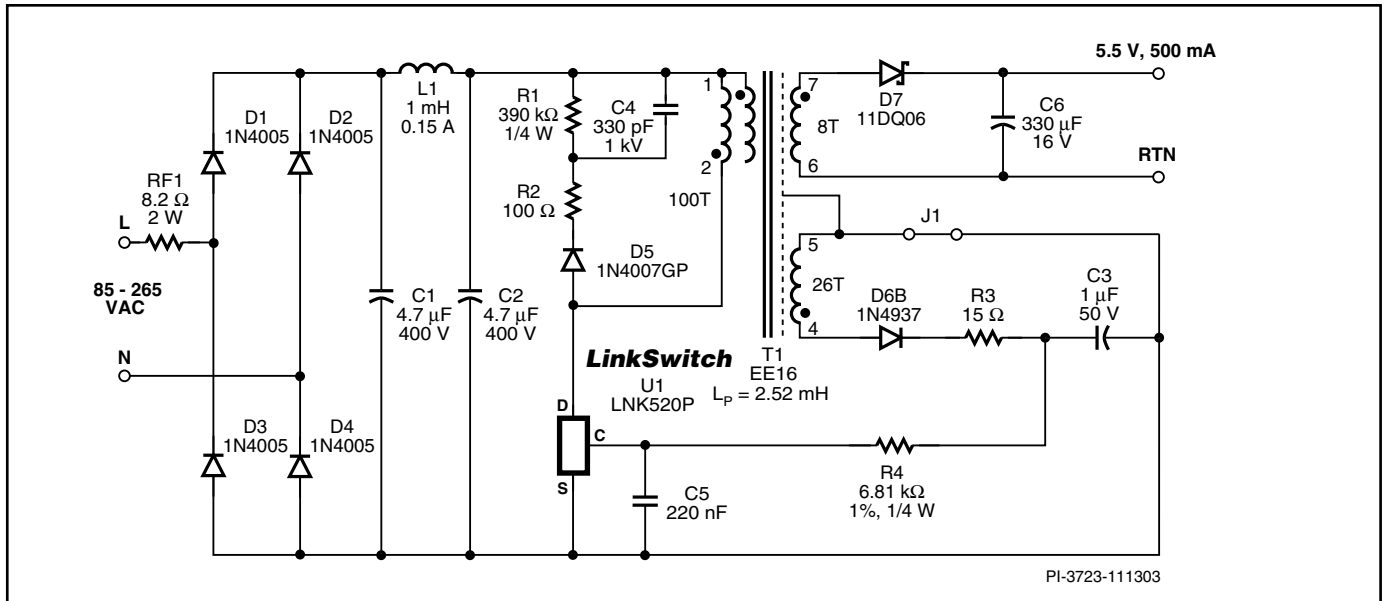 5.5 V, 500 mA
L1
1 mH
0.15 A
D1
1N4005
D2
1N4005
R1
390 kΩ
1/4 W
C4
330 pF
1 kV
1
2
100T
7
8T
6
D7
11DQ06
C6
330 μF
16 V
RTN
RF1
8.2 Ω
2 W
L
85 - 265
VAC
N
R2
100 Ω
D5
1N4007GP
C1
4.7 μF
400 V
C2
4.7 μF
400 V
5
26T
4
J1
D6B
1N4937
R3
15 Ω
C3
1 μF
50 V
LinkSwitch
U1
LNK520P
T1
EE16
LP = 2.52 mH
D3
1N4005
D4
1N4005
D
C
S
C5
220 nF
R4
6.81 kΩ
1%, 1/4 W
PI-3723-111303